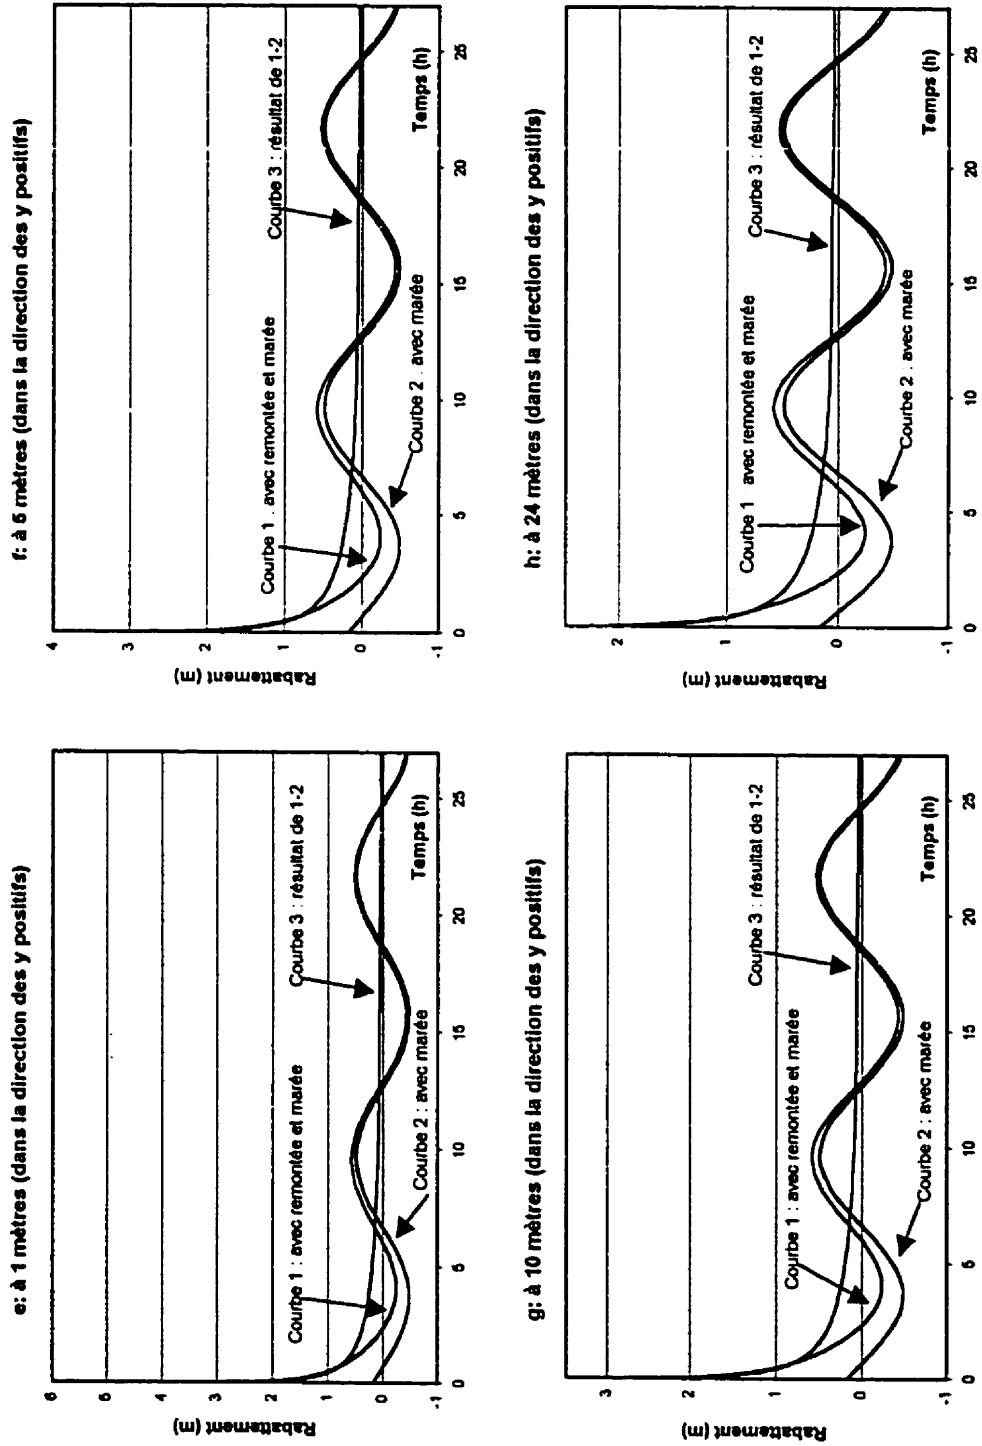 e: à 1 mètres (dans la direction des y positifs)
Rabattement (m)
6
5
4
3
2
1
0
-1
Courbe 1 : avec remontée et marée
Courbe 3 : résultat de 1-2
Courbe 2 : avec marée
Temps (h)
0 5 10 15 20 25
f: à 5 mètres (dans la direction des y positifs)
Rabattement (m)
4
3
2
1
0
-1
Courbe 1 . avec remontée et marée
Courbe 3 : résultat de 1-2
Courbe 2 . avec marée
Temps (h)
0 5 10 15 20 25
g: à 10 mètres (dans la direction des y positifs)
Rabattement (m)
3
2
1
0
-1
Courbe 1 : avec remontée et marée
Courbe 3 : résultat de 1-2
Courbe 2 : avec marée
Temps (h)
0 5 10 15 20 25
h: à 24 mètres (dans la direction des y positifs)
Rabattement (m)
2
1
0
-1
Courbe 1 avec remontée et marée
Courbe 3 : résultat de 1-2
Courbe 2 : avec marée
Temps (h)
0 5 10 15 20 25